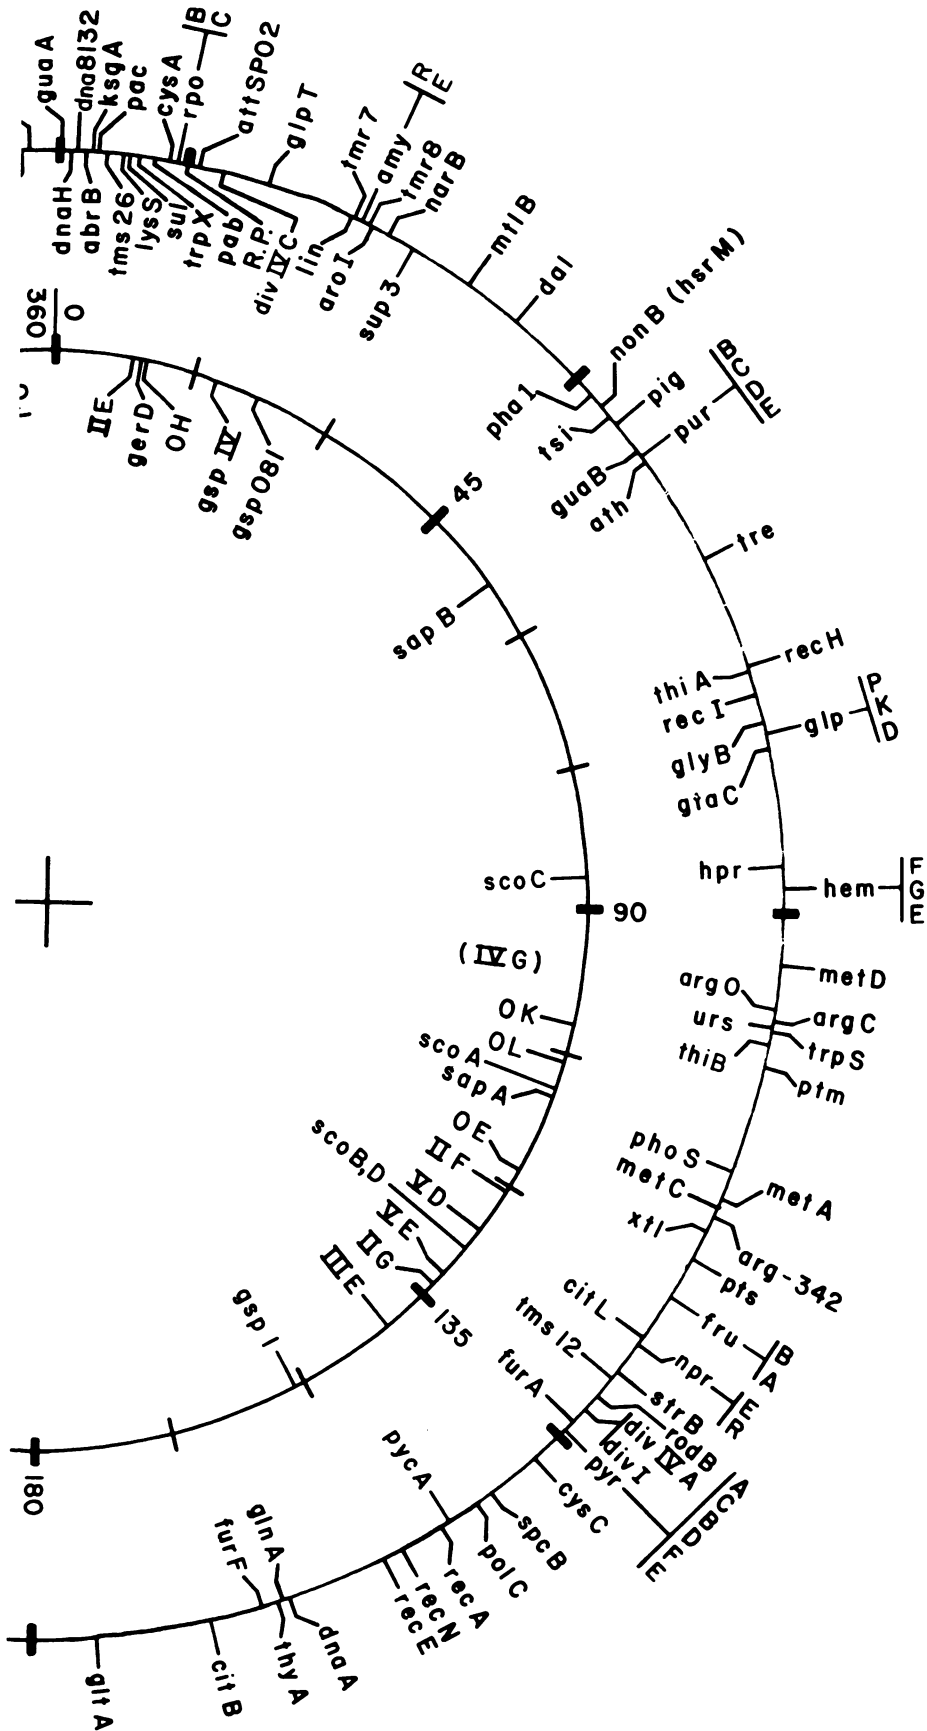 guaA
dna8132
ksgA
pac
cysA
rpo
B
C
attSPO2
glpT
tmr7
amy
R
E
tmr8
narB
mtlB
dal
nonB (hsrM)
pig
pur
B
C
D
E
tre
recH
glp
P
K
D
hem
F
G
E
metD
argC
trpS
ptm
metA
arg-342
pts
fru
B
A
npr
E
R
strB
rodB
divIVA
divI
pyr
A
C
B
D
F
E
cysC
spcB
polC
recA
recN
recE
dnaA
thyA
citB
gltA
dnaH
abrB
tms26
lysS
sul
trpX
pab
R.P.
divIVC
lin
aroI
sup3
pha1
tsi
guaB
ath
thiA
recI
glyB
gtaC
hpr
argO
urs
thiB
phoS
metC
xtl
citL
tms12
furA
pycA
glnA
furF
360
0
IIE
gerD
OH
gspIV
gsp081
45
sapB
scoC
90
(IVG)
OK
OL
scoA
sapA
OE
IIF
VD
scoB,D
VE
IIG
IIIE
135
gsp1
180